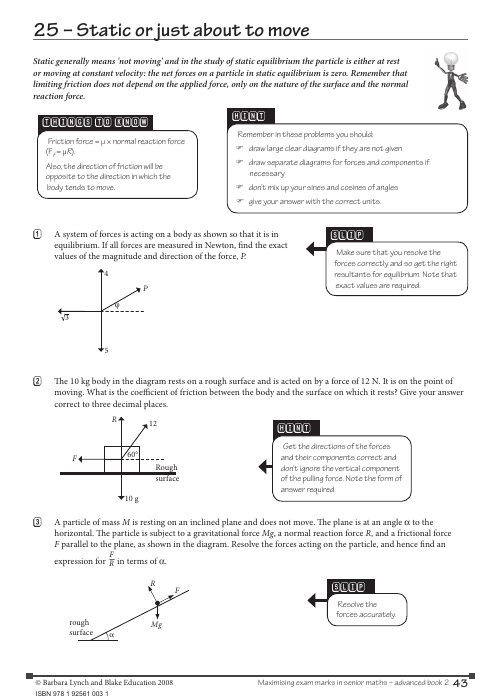 25 – Static or just about to move
Static generally means 'not moving' and in the study of static equilibrium the particle is either at rest
or moving at constant velocity: the net forces on a particle in static equilibrium is zero. Remember that
limiting friction does not depend on the applied force, only on the nature of the surface and the normal
reaction force.
THINGS TO KNOW
Friction force = μ x normal reaction force
(Fr = μR).
Also, the direction of friction will be
opposite to the direction in which the
body tends to move.
HINT
Remember in these problems you should:
☞ draw large clear diagrams if they are not given
☞ draw separate diagrams for forces and components if
necessary
☞ don't mix up your sines and cosines of angles
☞ give your answer with the correct units.
1 A system of forces is acting on a body as shown so that it is in
equilibrium. If all forces are measured in Newton, find the exact
values of the magnitude and direction of the force, P.
SLIP
Make sure that you resolve the
forces correctly and so get the right
resultants for equilibrium. Note that
exact values are required.
4
P
φ
√3
5
2 The 10 kg body in the diagram rests on a rough surface and is acted on by a force of 12 N. It is on the point of
moving. What is the coefficient of friction between the body and the surface on which it rests? Give your answer
correct to three decimal places.
R
12
F
60°
Rough
surface
10 g
HINT
Get the directions of the forces
and their components correct and
don't ignore the vertical component
of the pulling force. Note the form of
answer required.
3 A particle of mass M is resting on an inclined plane and does not move. The plane is at an angle α to the
horizontal. The particle is subject to a gravitational force Mg, a normal reaction force R, and a frictional force
F parallel to the plane, as shown in the diagram. Resolve the forces acting on the particle, and hence find an
expression for F/R in terms of α.
R
F
Mg
rough
surface
α
SLIP
Resolve the
forces accurately.
© Barbara Lynch and Blake Education 2008
Maximising exam marks in senior maths – advanced book 2 43
ISBN 978 1 92561 003 1